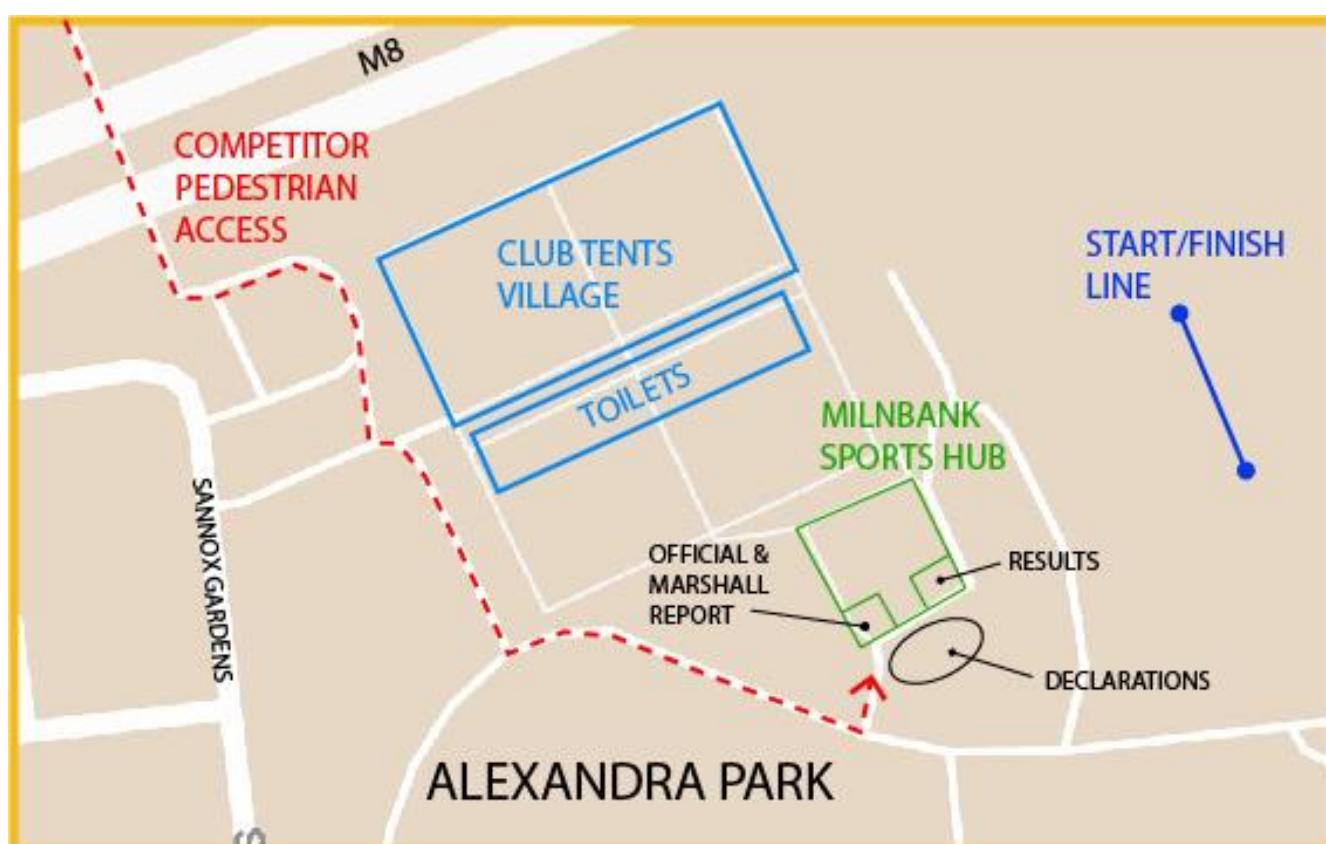 M8
COMPETITOR
PEDESTRIAN
ACCESS
CLUB TENTS
VILLAGE
START/FINISH
LINE
TOILETS
MILNBANK
SPORTS HUB
SANNOX GARDENS
OFFICIAL &
MARSHALL
REPORT
RESULTS
DECLARATIONS
ALEXANDRA PARK
S